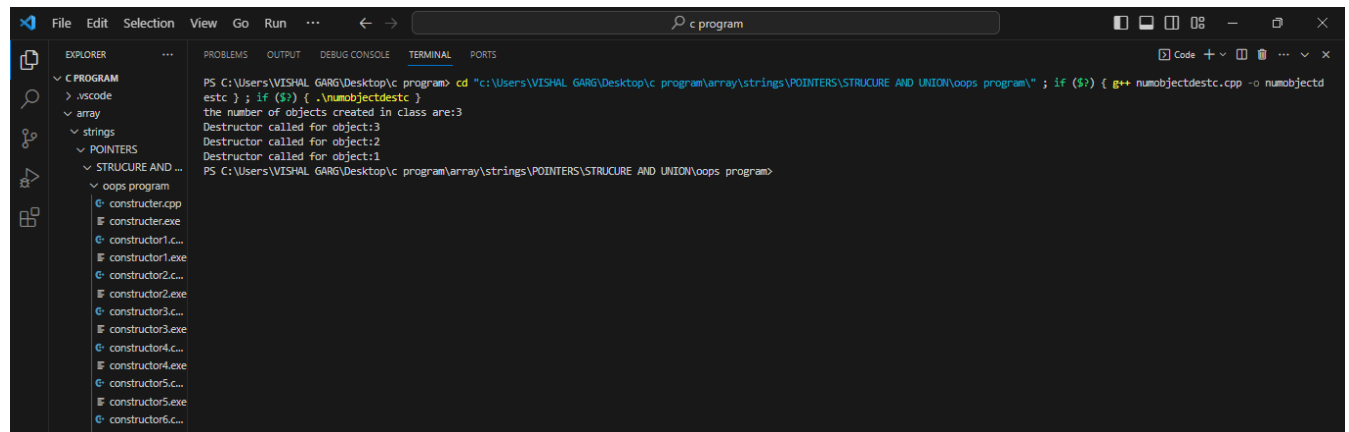 File Edit Selection View Go Run ··· ← → c program
EXPLORER ···
C PROGRAM
.vscode
array
strings
POINTERS
STRUCURE AND ...
oops program
constructer.cpp
constructer.exe
constructor1.c...
constructor1.exe
constructor2.c...
constructor2.exe
constructor3.c...
constructor3.exe
constructor4.c...
constructor4.exe
constructor5.c...
constructor5.exe
constructor6.c...
PROBLEMS OUTPUT DEBUG CONSOLE TERMINAL PORTS
Code
PS C:\Users\VISHAL GARG\Desktop\c program> cd "c:\Users\VISHAL GARG\Desktop\c program\array\strings\POINTERS\STRUCURE AND UNION\oops program\" ; if ($?) { g++ numobjectdestc.cpp -o numobjectd
estc } ; if ($?) { .\numobjectdestc }
the number of objects created in class are:3
Destructor called for object:3
Destructor called for object:2
Destructor called for object:1
PS C:\Users\VISHAL GARG\Desktop\c program\array\strings\POINTERS\STRUCURE AND UNION\oops program>